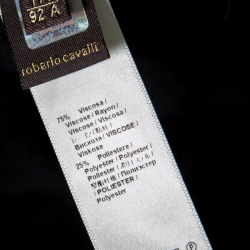 92 A
roberto cavalli
75% Viscosa/
Viscose / Rayon /
Viscose / Viscosa /
Вискоза / VISCOSE /
Viskose
25% Poliestere /
Polyester / Polyester /
Poliester /
Полиэстер
/ POLIESTER /
Polyester